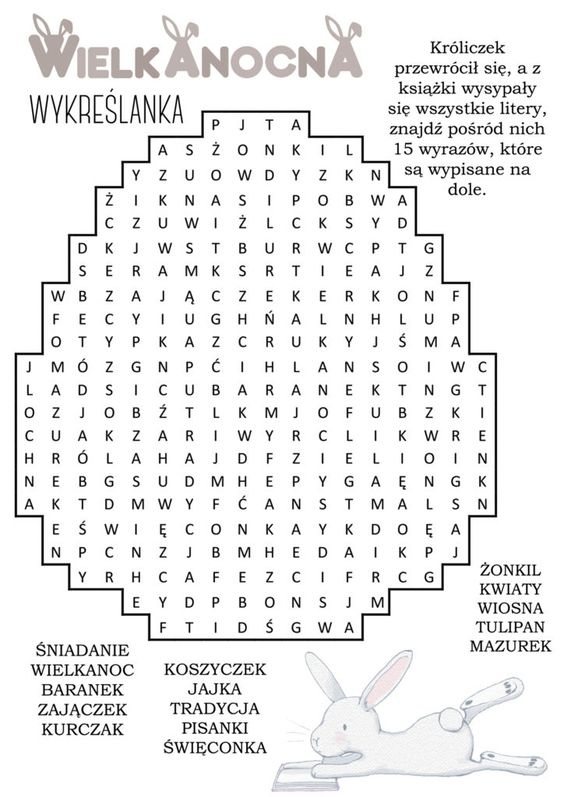 WIELKANOCNA
WYKREŚLANKA
Króliczek
przewrócił się, a z
książki wysypały
się wszystkie litery,
znajdź pośród nich
15 wyrazów, które
są wypisane na
dole.
P J T A
A S Ż O N K I L
Y Z U O W D Y Z K N
Ż I K N A S I P O B W A
C Z U W I Ż L C K S Y D
D K J W S T B U R W C P T G
S E R A M K S R T I E A J Z
W B Z A J Ą C Z E K E R K O N F
F E C Y I U G H Ń A L N H L U P
O T Y P K A Z C R U K Y J Ś M A
J M Ó Z G N P Ć I H L A N S O I W C
L A D S I C U B A R A N E K T N G T
O Z J O B Ź T L K M J O F U B Z K I
C U A K Z A R I W Y R C L I K W R E
H R Ó L A H A J D F Z I E L I O I N
N E B G S U D M H E P Y G A Ę N G K
A K T D M W Y F Ć A N S T M A L S N
E Ś W I Ę C O N K A Y K D O Ę A
N P C N Z J B M H E D A I K P J
Y R H C A F E Z C I F R C G
E Y D P B O N S J M
F T I D Ś G W A
ŻONKIL
KWIATY
WIOSNA
TULIPAN
MAZUREK
ŚNIADANIE
WIELKANOC
BARANEK
ZAJĄCZEK
KURCZAK
KOSZYCZEK
JAJKA
TRADYCJA
PISANKI
ŚWIĘCONKA